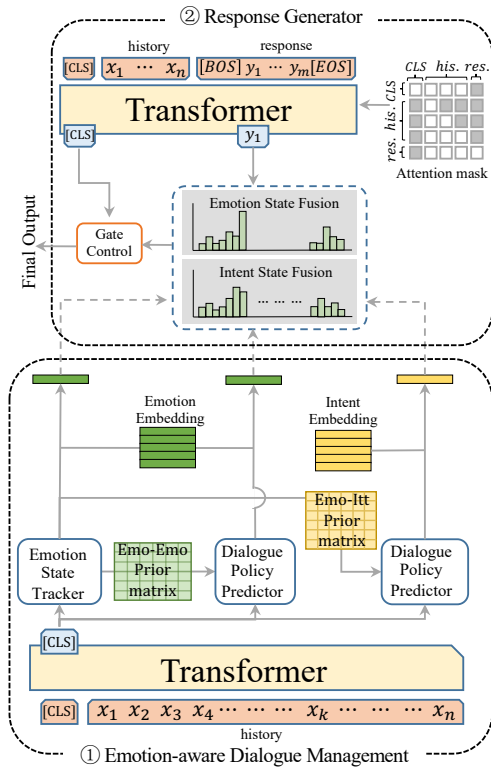 ② Response Generator
history
response
[CLS]
x₁ ⋯ xₙ
[BOS] y₁ ⋯ yₘ[EOS]
CLS his. res.
Transformer
CLS
his.
res.
[CLS]
y₁
Attention mask
Emotion State Fusion
Final Output
Gate
Control
Intent State Fusion
... ... ...
Emotion
Embedding
Intent
Embedding
Emo-Itt
Prior
matrix
Emotion
State
Tracker
Emo-Emo
Prior
matrix
Dialogue
Policy
Predictor
Dialogue
Policy
Predictor
[CLS]
Transformer
[CLS]
x₁ x₂ x₃ x₄ ⋯ ⋯ ⋯ xₖ ⋯ ⋯ ⋯ xₙ
history
① Emotion-aware Dialogue Management